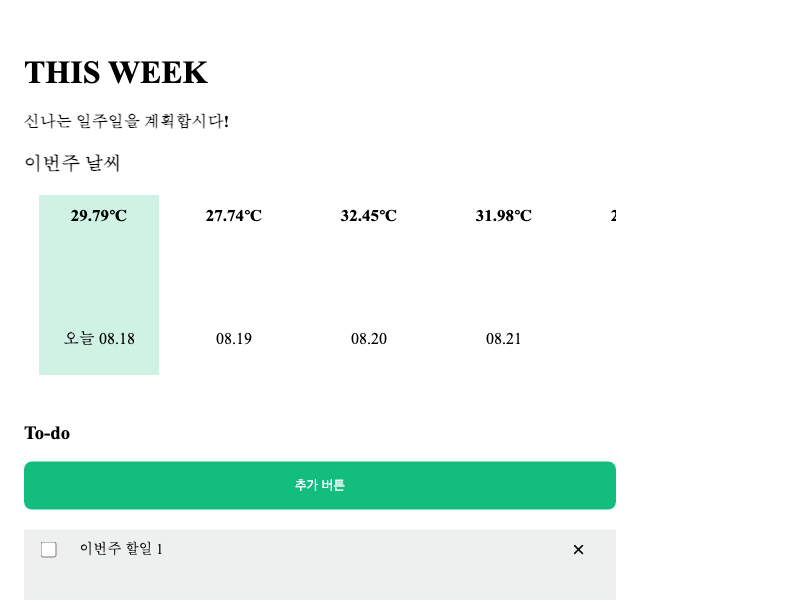 THIS WEEK
신나는 일주일을 계획합시다!
이번주 날씨
29.79℃ 27.74℃ 32.45℃ 31.98℃
오늘 08.18 08.19 08.20 08.21
To-do
추가 버튼
이번주 할일 1